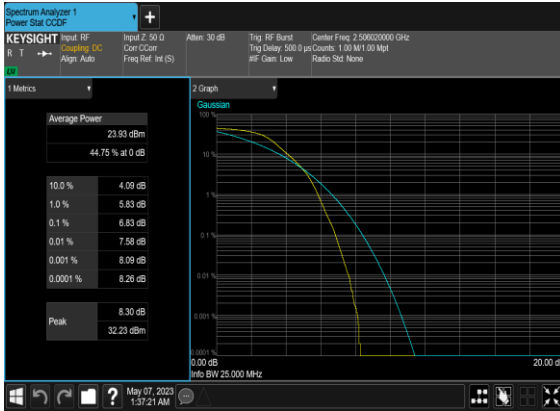 Spectrum Analyzer 1
Power Stat CCDF
+
KEYSIGHT
R T
LXI
Input: RF
Coupling: DC
Align: Auto
Input Z: 50 Ω
Corr CCorr
Freq Ref: Int (S)
Atten: 30 dB
Trig: RF Burst
Trig Delay: 500.0 µs
#IF Gain: Low
Center Freq: 2.506020000 GHz
Counts: 1.00 M/1.00 Mpt
Radio Std: None
1 Metrics
Average Power
23.93 dBm
44.75 % at 0 dB
10.0 % 4.09 dB
1.0 % 5.83 dB
0.1 % 6.83 dB
0.01 % 7.58 dB
0.001 % 8.09 dB
0.0001 % 8.26 dB
Peak
8.30 dB
32.23 dBm
2 Graph
Gaussian
100 %
10 %
1 %
0.1 %
0.01 %
0.001 %
0.0001 %
0.00 dB
20.00 d
Info BW 25.000 MHz
?
May 07, 2023
1:37:21 AM